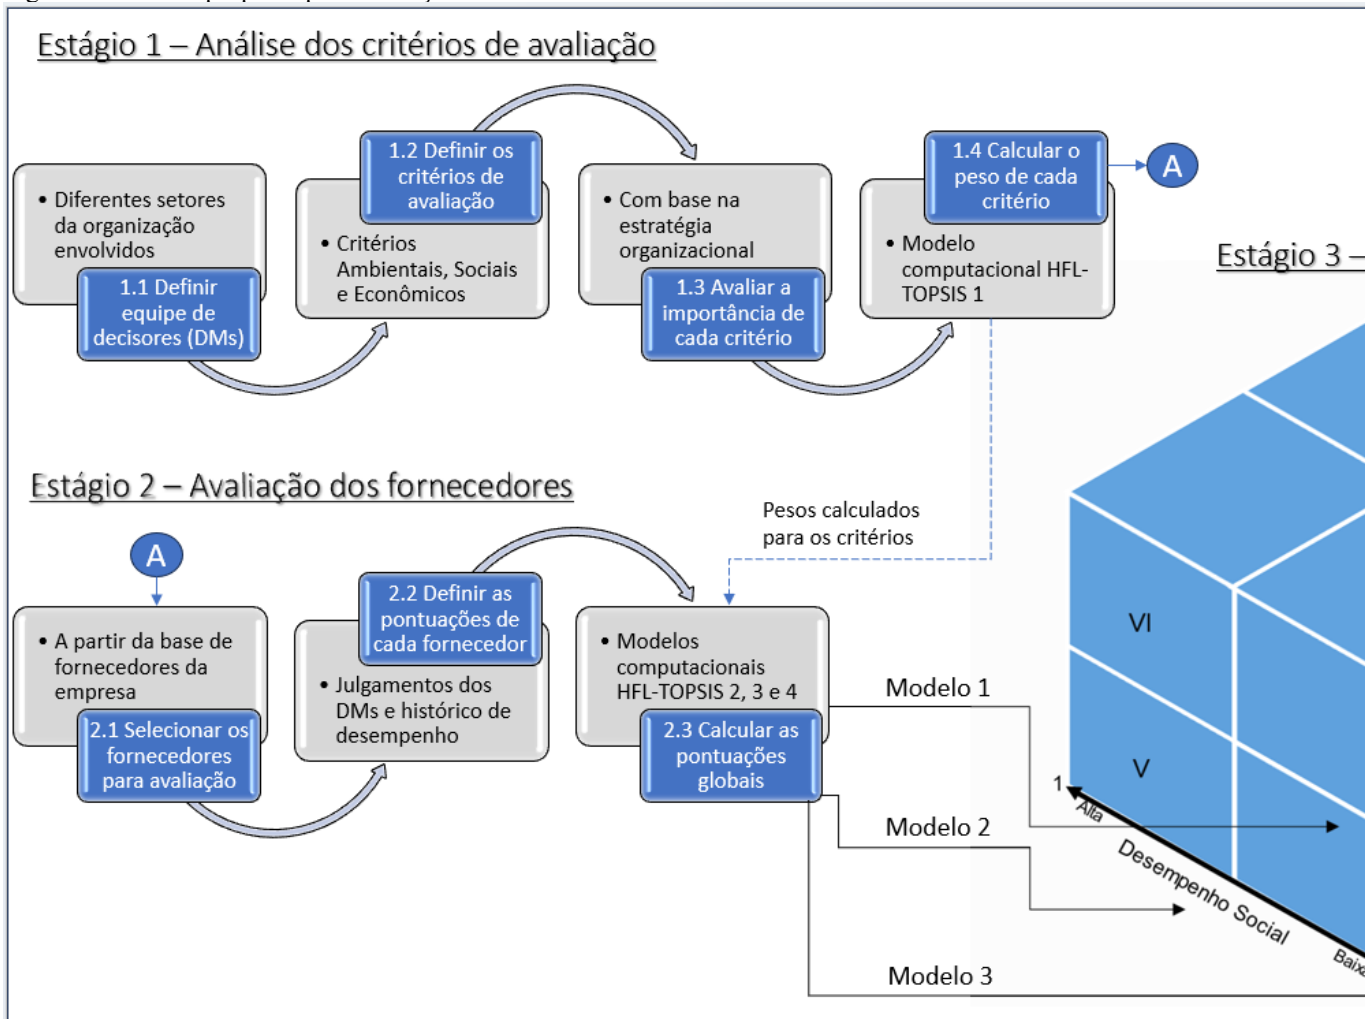 Estágio 1 – Análise dos critérios de avaliação
1.2 Definir os
critérios de
avaliação
1.4 Calcular o
peso de cada
critério
A
• Diferentes setores
da organização
envolvidos
• Critérios
Ambientais, Sociais
e Econômicos
• Com base na
estratégia
organizacional
• Modelo
computacional HFL-
TOPSIS 1
1.1 Definir
equipe de
decisores (DMs)
1.3 Avaliar a
importância de
cada critério
Estágio 3 –
Estágio 2 – Avaliação dos fornecedores
Pesos calculados
para os critérios
A
2.2 Definir as
pontuações de
cada fornecedor
• A partir da base de
fornecedores da
empresa
• Julgamentos dos
DMs e histórico de
desempenho
• Modelos
computacionais
HFL-TOPSIS 2, 3 e 4
2.1 Selecionar os
fornecedores
para avaliação
2.3 Calcular as
pontuações
globais
Modelo 1
Modelo 2
Modelo 3
VI
V
1
Alta
Desempenho Social
Baixa